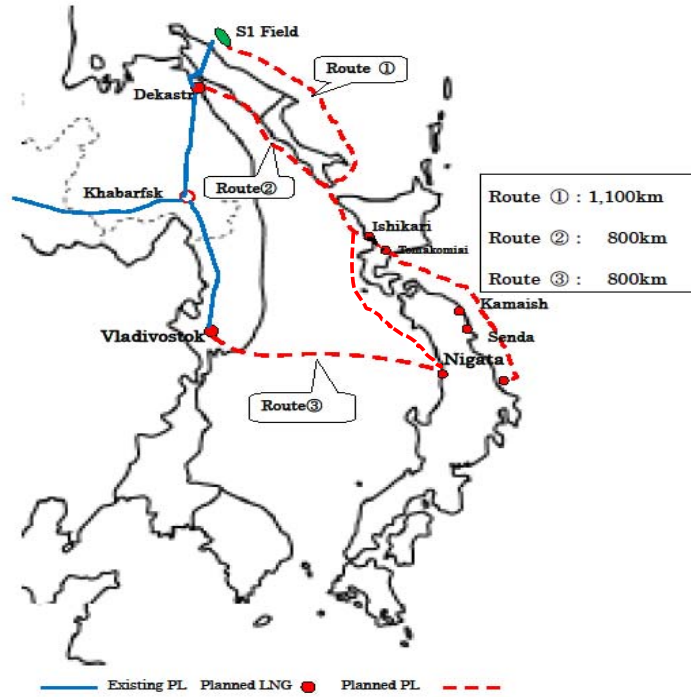 S1 Field
Route ①
Dekastr
Route②
Khabarfsk
Route ① : 1,100km
Route ② : 800km
Route ③ : 800km
Ishikari
Tomakomiai
Kamaish
Senda
Vladivostok
Nigata
Route③
Existing PL Planned LNG Planned PL